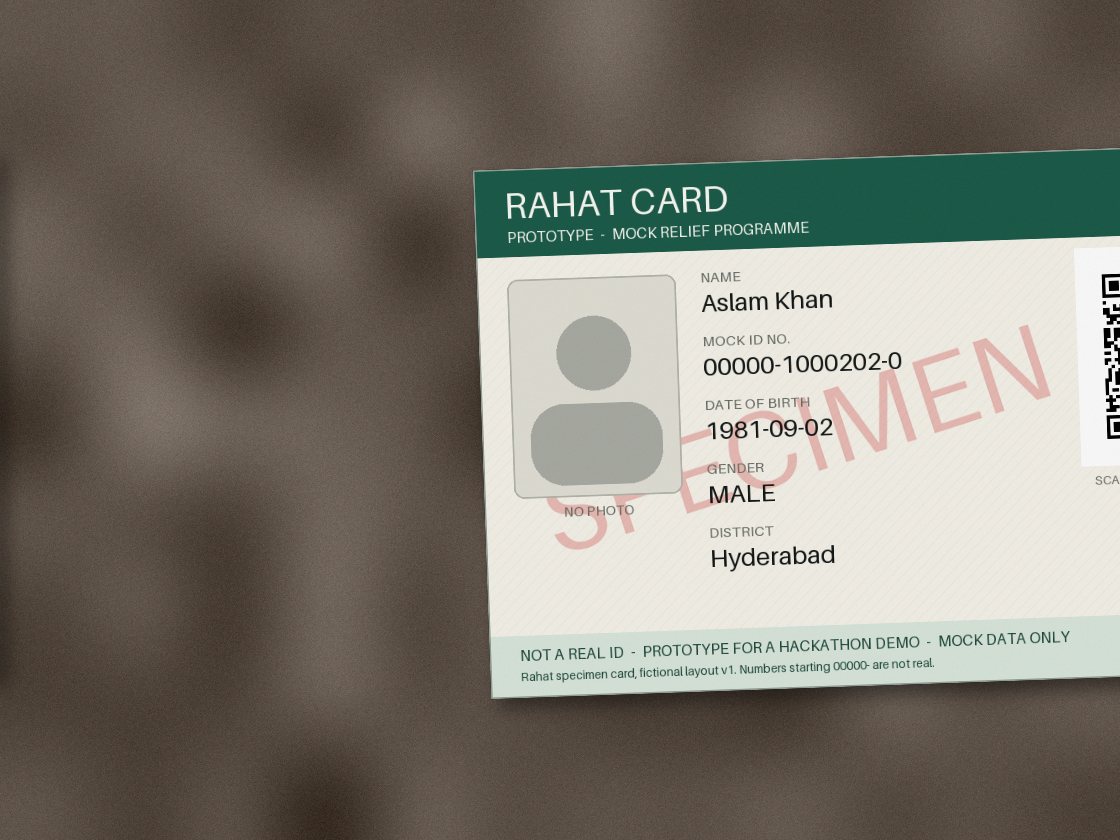 RAHAT CARD
PROTOTYPE - MOCK RELIEF PROGRAMME
NAME
Aslam Khan
MOCK ID NO.
00000-1000202-0
DATE OF BIRTH
1981-09-02
GENDER
MALE
DISTRICT
Hyderabad
NO PHOTO
SPECIMEN
NOT A REAL ID - PROTOTYPE FOR A HACKATHON DEMO - MOCK DATA ONLY
Rahat specimen card, fictional layout v1. Numbers starting 00000- are not real.